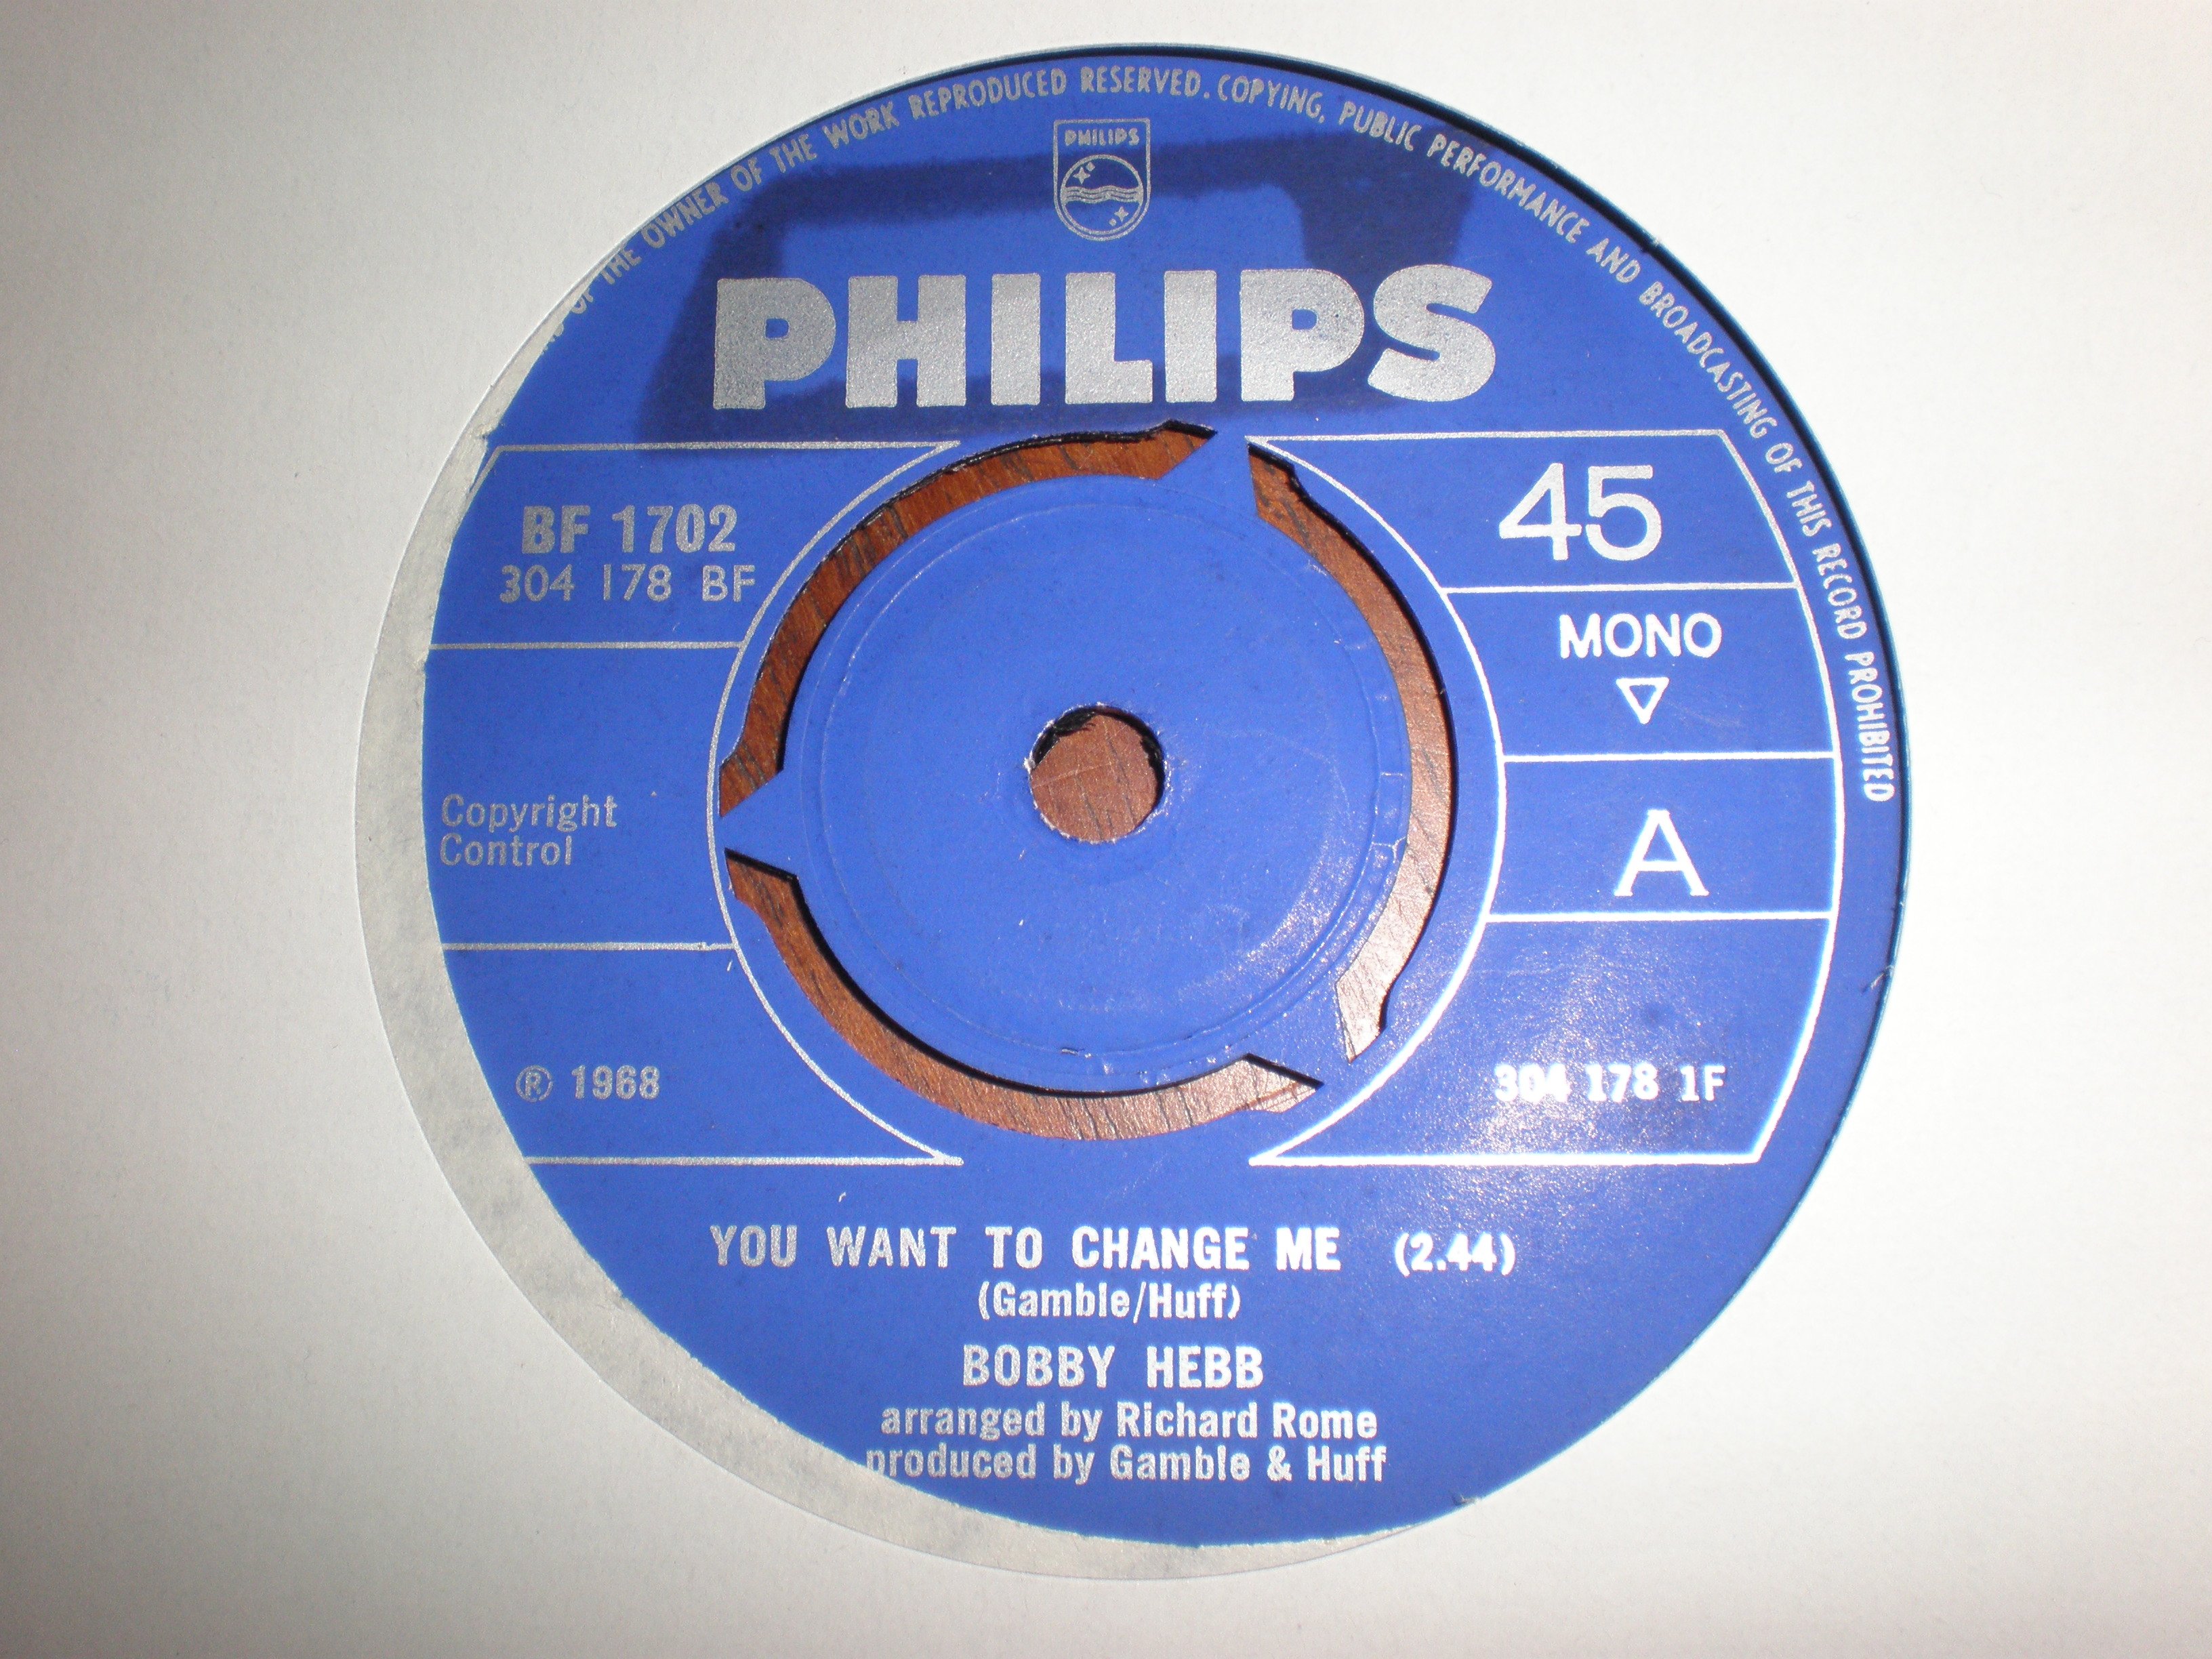 OF THE OWNER OF THE WORK REPRODUCED RESERVED. COPYING, PUBLIC PERFORMANCE AND BROADCASTING OF THIS RECORD PROHIBITED
PHILIPS
PHILIPS
BF 1702
304 178 BF
45
MONO
Copyright
Control
A
® 1968
304 178 1F
YOU WANT TO CHANGE ME (2.44)
(Gamble/Huff)
BOBBY HEBB
arranged by Richard Rome
produced by Gamble & Huff